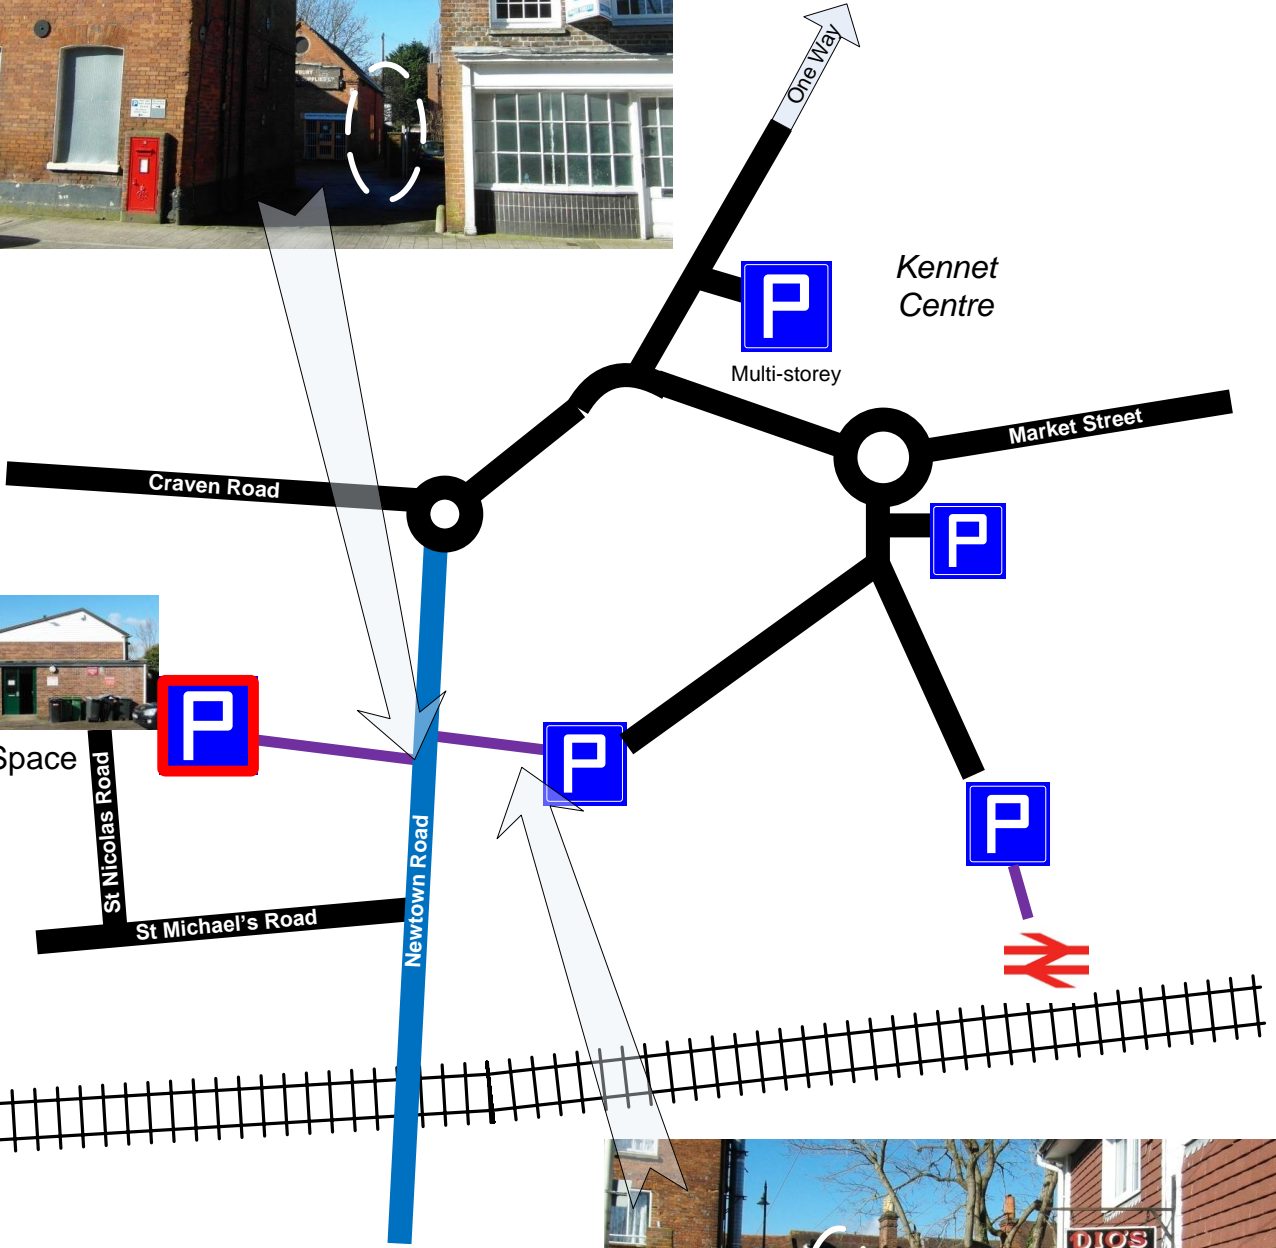 One Way
Kennet
Centre
P
Multi-storey
Market Street
Craven Road
P
P
Space
P
St Nicolas Road
Newtown Road
P
St Michael's Road
DIO'S